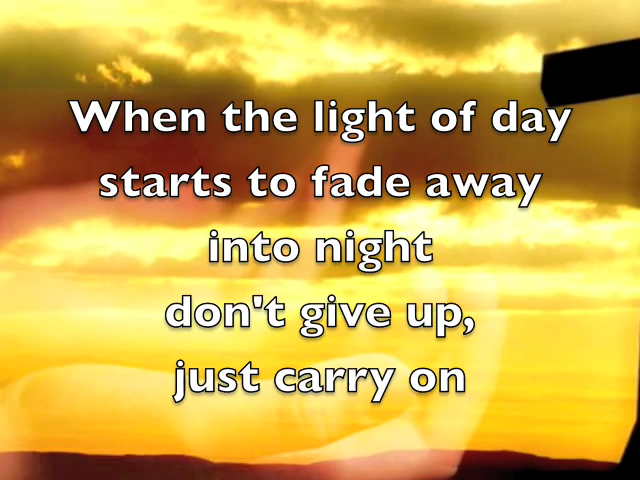 When the light of day
starts to fade away
into night
don't give up,
just carry on